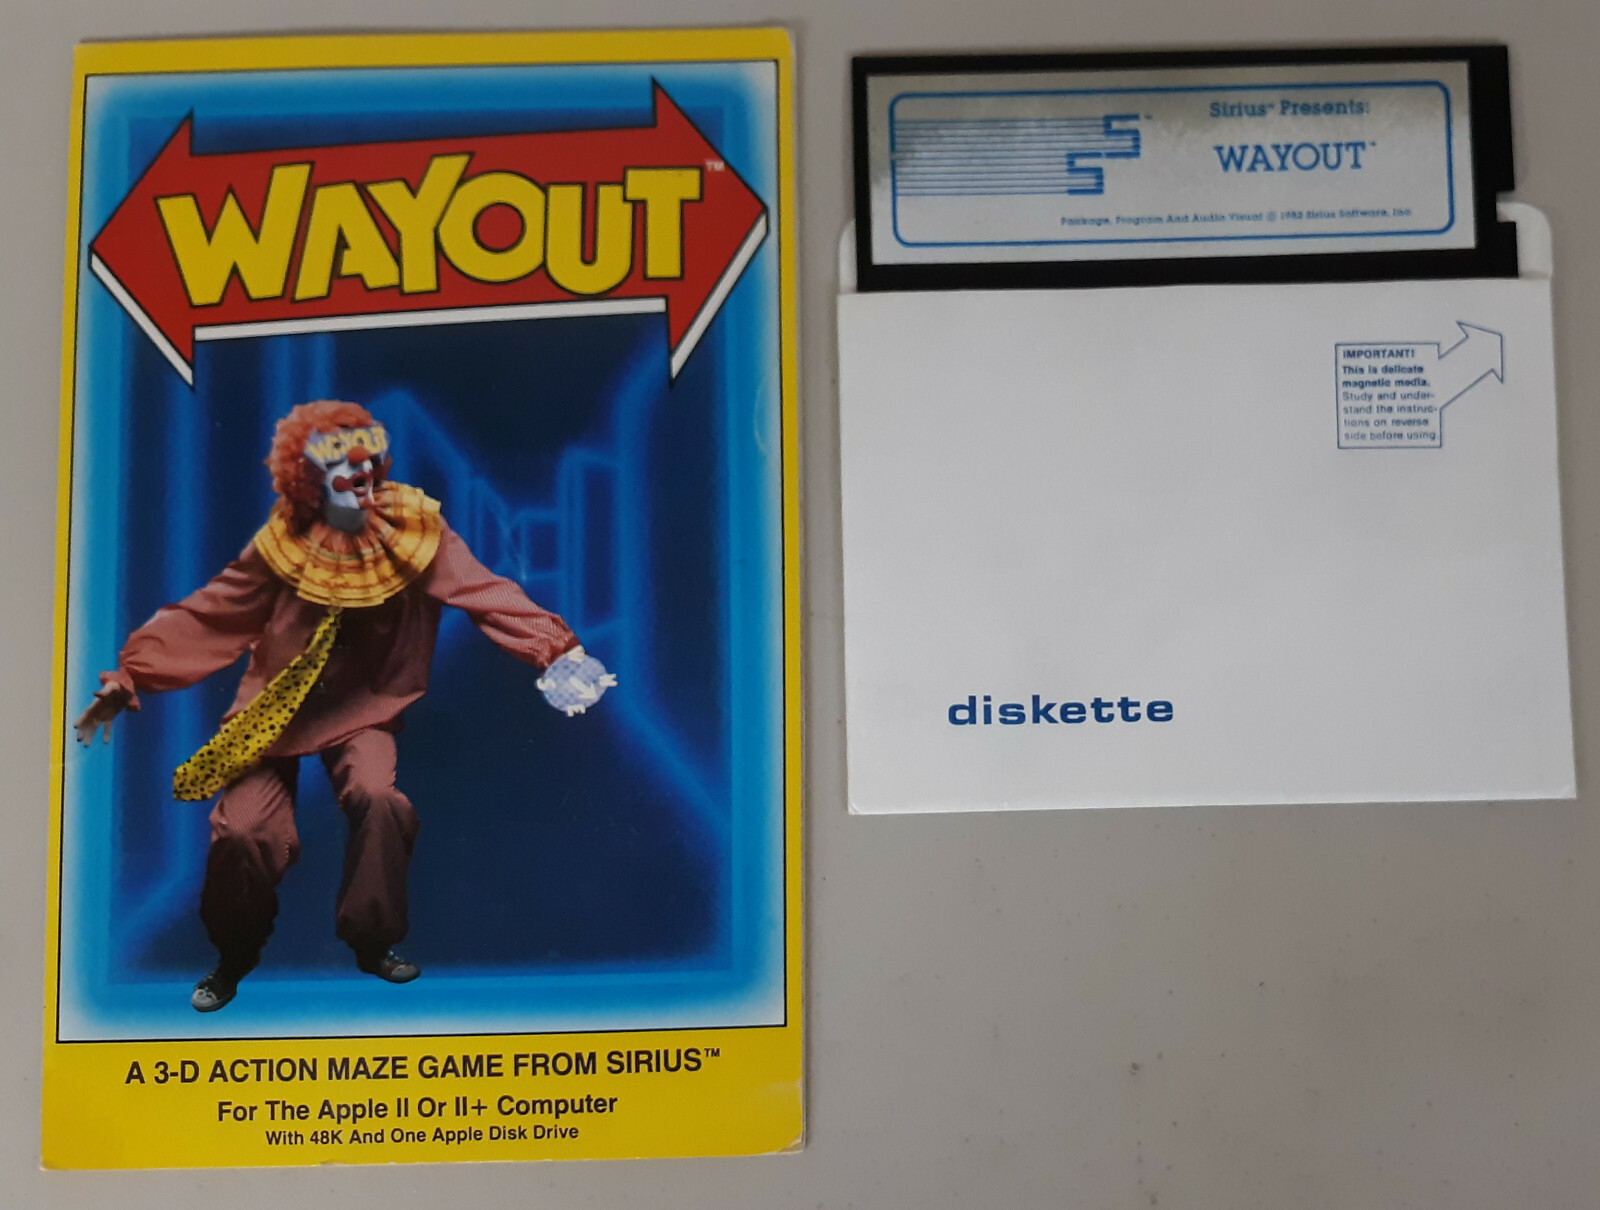 WAYOUT™
WAYOUT
N
S
W
E
A 3-D ACTION MAZE GAME FROM SIRIUS™
For The Apple II Or II+ Computer
With 48K And One Apple Disk Drive
SS™
Sirius™ Presents:
WAYOUT™
Package, Program And Audio Visual © 1982 Sirius Software, Inc.
IMPORTANT!
This is delicate
magnetic media.
Study and under-
stand the instruc-
tions on reverse
side before using.
diskette